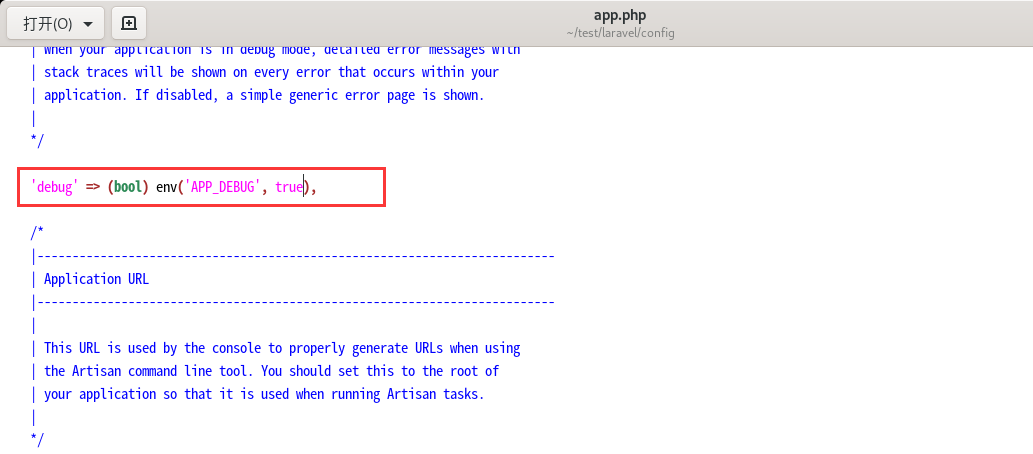 打开(O)
app.php
~/test/laravel/config
| when your application is in debug mode, detailed error messages with
| stack traces will be shown on every error that occurs within your
| application. If disabled, a simple generic error page is shown.
|
*/
'debug' => (bool) env('APP_DEBUG', true),
/*
|--------------------------------------------------------------------------
| Application URL
|--------------------------------------------------------------------------
|
| This URL is used by the console to properly generate URLs when using
| the Artisan command line tool. You should set this to the root of
| your application so that it is used when running Artisan tasks.
|
*/